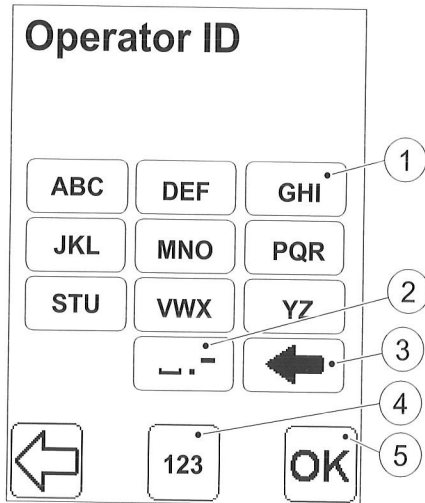 Operator ID
ABC DEF GHI
1
JKL MNO PQR
STU VWX YZ
2
␣.-
3
4
123
OK
5